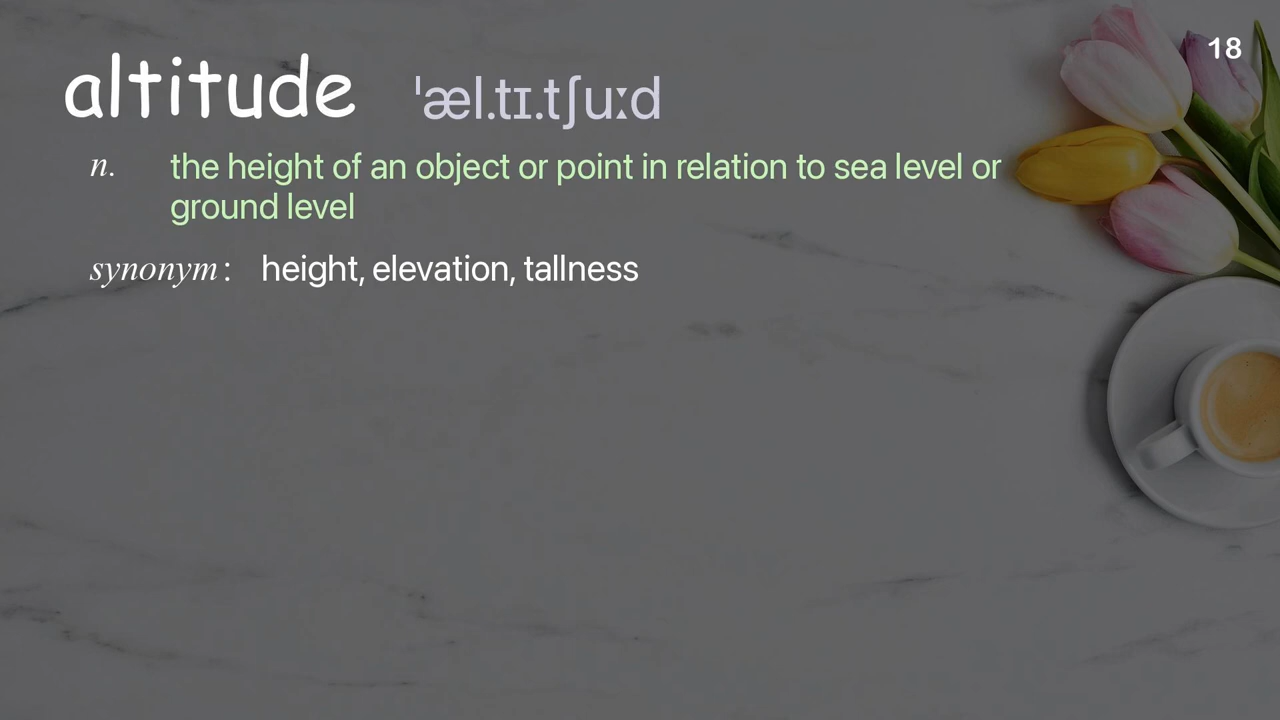 18
altitude ˈæl.tɪ.tʃuːd
n. the height of an object or point in relation to sea level or
ground level
synonym: height, elevation, tallness